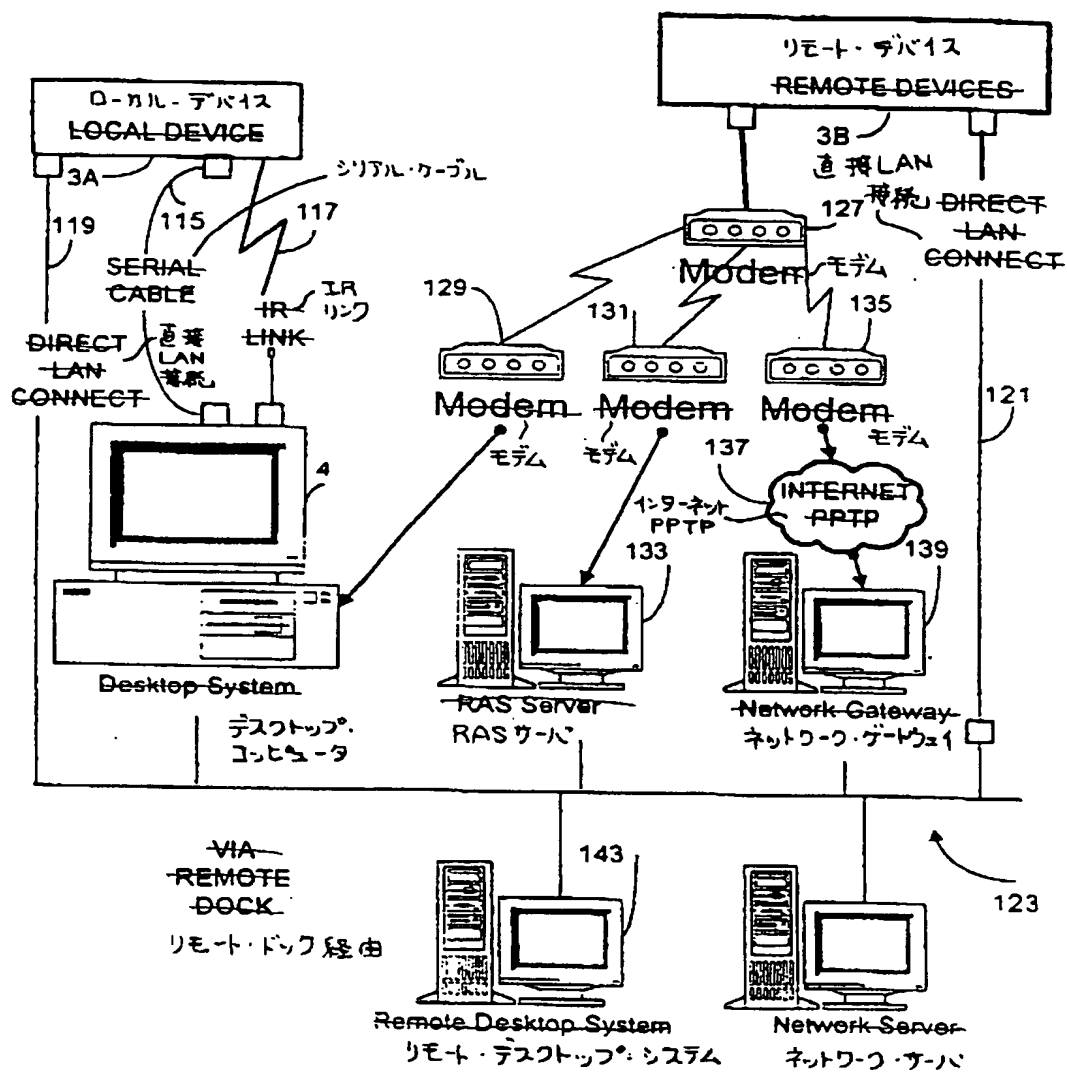 リモート・デバイス
REMOTE DEVICES
ローカル・デバイス
LOCAL DEVICE
3A
3B
シリアル・ケーブル
直接LAN
接続
DIRECT
LAN
CONNECT
119
115
117
127
SERIAL
CABLE
Modem
モデム
IR
リンク
IR
LINK
129
131
135
DIRECT
LAN
CONNECT
直接
LAN
接続
Modem
モデム
Modem
モデム
Modem
モデム
121
4
137
INTERNET
PPTP
インターネット
PPTP
133
139
Desktop System
デスクトップ・
コンピュータ
RAS Server
RASサーバ
Network Gateway
ネットワーク・ゲートウェイ
VIA
REMOTE
DOCK
リモート・ドック経由
143
123
Remote Desktop System
リモート・デスクトップ・システム
Network Server
ネットワーク・サーバ